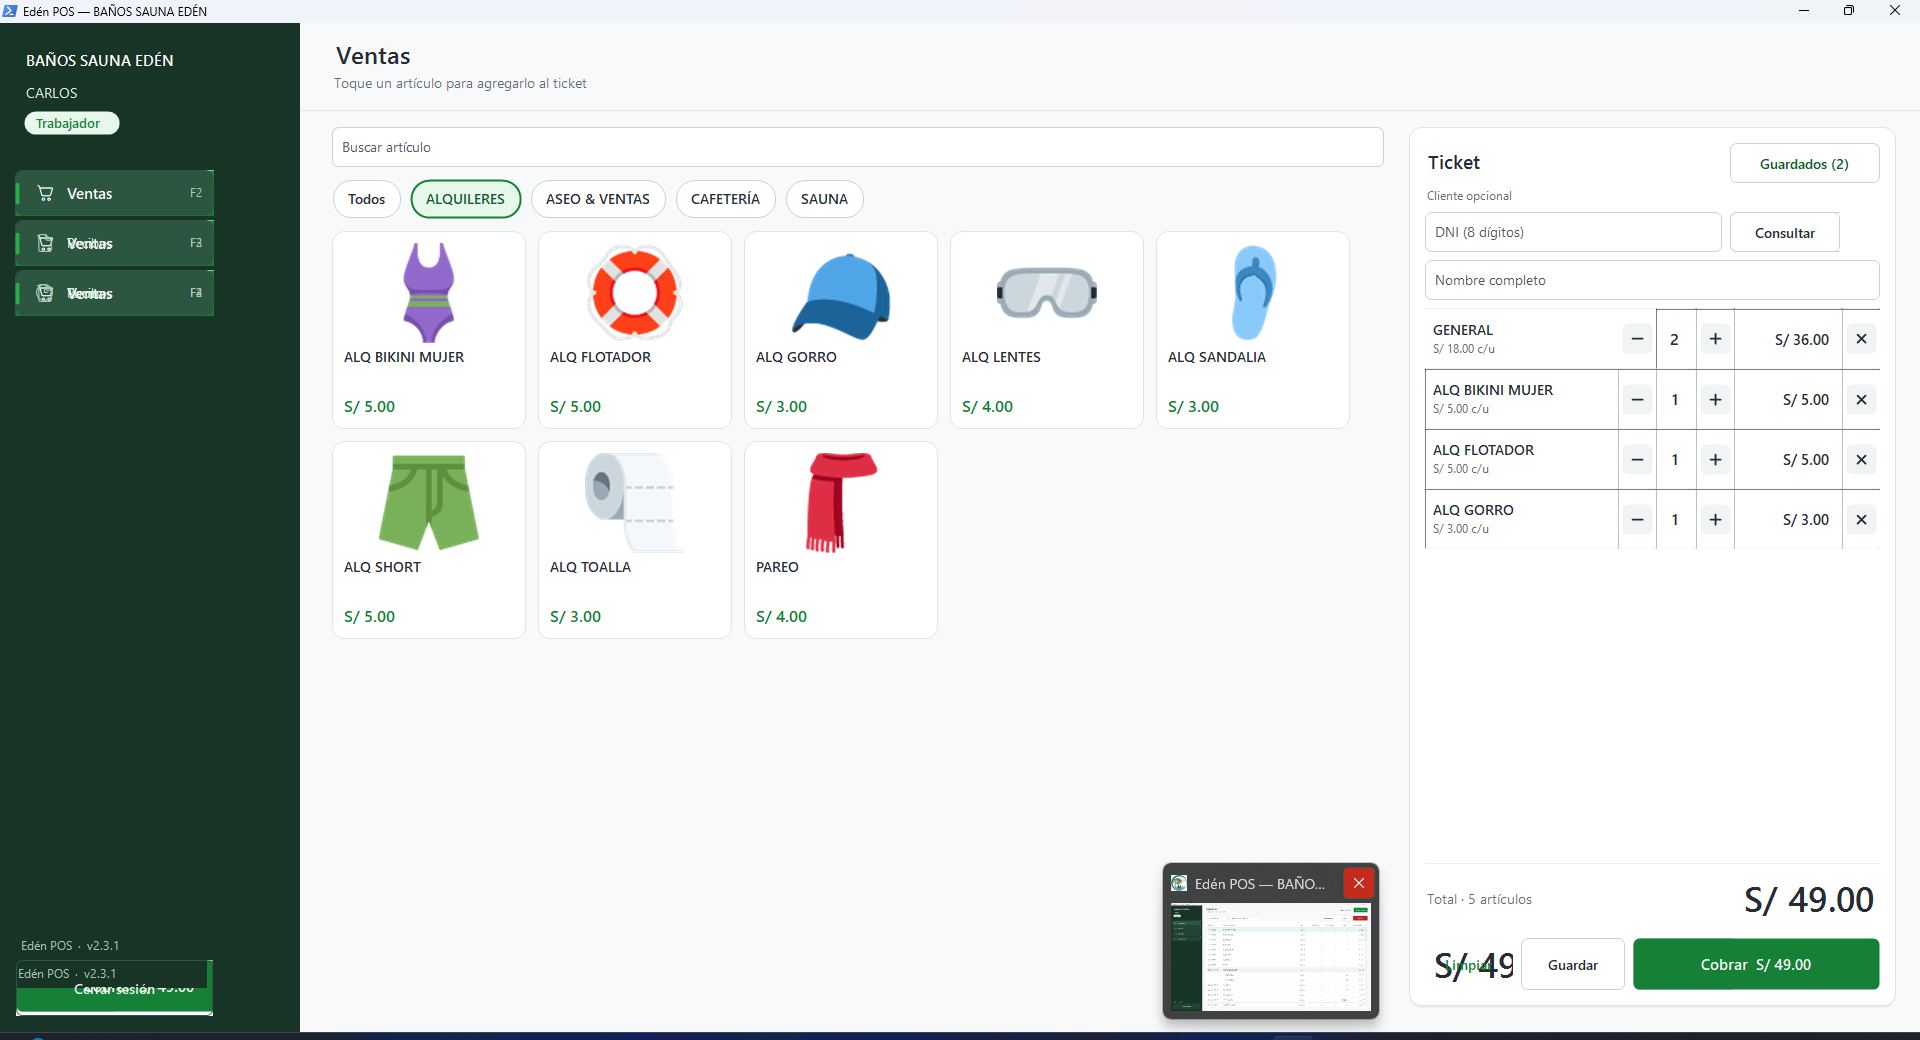 Edén POS — BAÑOS SAUNA EDÉN
BAÑOS SAUNA EDÉN
CARLOS
Trabajador
Ventas F2
Ventas
Ventas
Edén POS · v2.3.1
Edén POS · v2.3.1
Cerrar sesión
Ventas
Toque un artículo para agregarlo al ticket
Buscar artículo
Todos
ALQUILERES
ASEO & VENTAS
CAFETERÍA
SAUNA
ALQ BIKINI MUJER
S/ 5.00
ALQ FLOTADOR
S/ 5.00
ALQ GORRO
S/ 3.00
ALQ LENTES
S/ 4.00
ALQ SANDALIA
S/ 3.00
ALQ SHORT
S/ 5.00
ALQ TOALLA
S/ 3.00
PAREO
S/ 4.00
Edén POS — BAÑO...
Ticket
Guardados (2)
Cliente opcional
DNI (8 dígitos)
Consultar
Nombre completo
GENERAL
S/ 18.00 c/u
− 2 + S/ 36.00 ×
ALQ BIKINI MUJER
S/ 5.00 c/u
− 1 + S/ 5.00 ×
ALQ FLOTADOR
S/ 5.00 c/u
− 1 + S/ 5.00 ×
ALQ GORRO
S/ 3.00 c/u
− 1 + S/ 3.00 ×
Total · 5 artículos
S/ 49.00
S/ 49
Limpiar
Guardar
Cobrar S/ 49.00